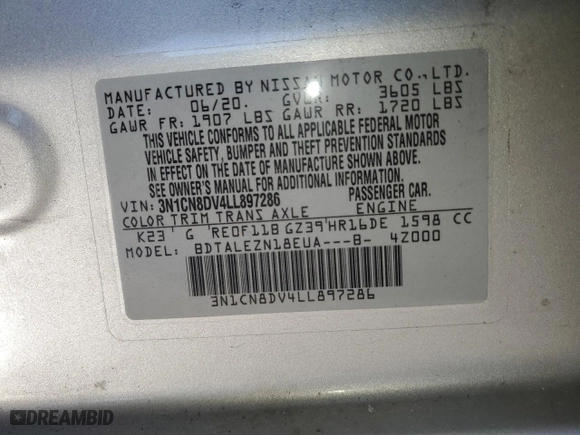 MANUFACTURED BY NISSAN MOTOR CO.,LTD.
DATE: 06/20. GVWR: 3605 LBS
GAWR FR: 1907 LBS GAWR RR: 1720 LBS
THIS VEHICLE CONFORMS TO ALL APPLICABLE FEDERAL MOTOR
VEHICLE SAFETY, BUMPER AND THEFT PREVENTION STANDARDS
IN EFFECT ON THE DATE OF MANUFACTURE SHOWN ABOVE.
SEE OWNER'S MANUAL FOR ADDITIONAL INFORMATION.
VIN: 3N1CN8DV4LL897286 PASSENGER CAR.
COLOR TRIM TRANS AXLE ENGINE
K23' G 'RE0F11B GZ39'HR16DE 1598 CC
MODEL: BDTALEZN18EUA---B- 4Z000
3N1CN8DV4LL897286
DREAMBID